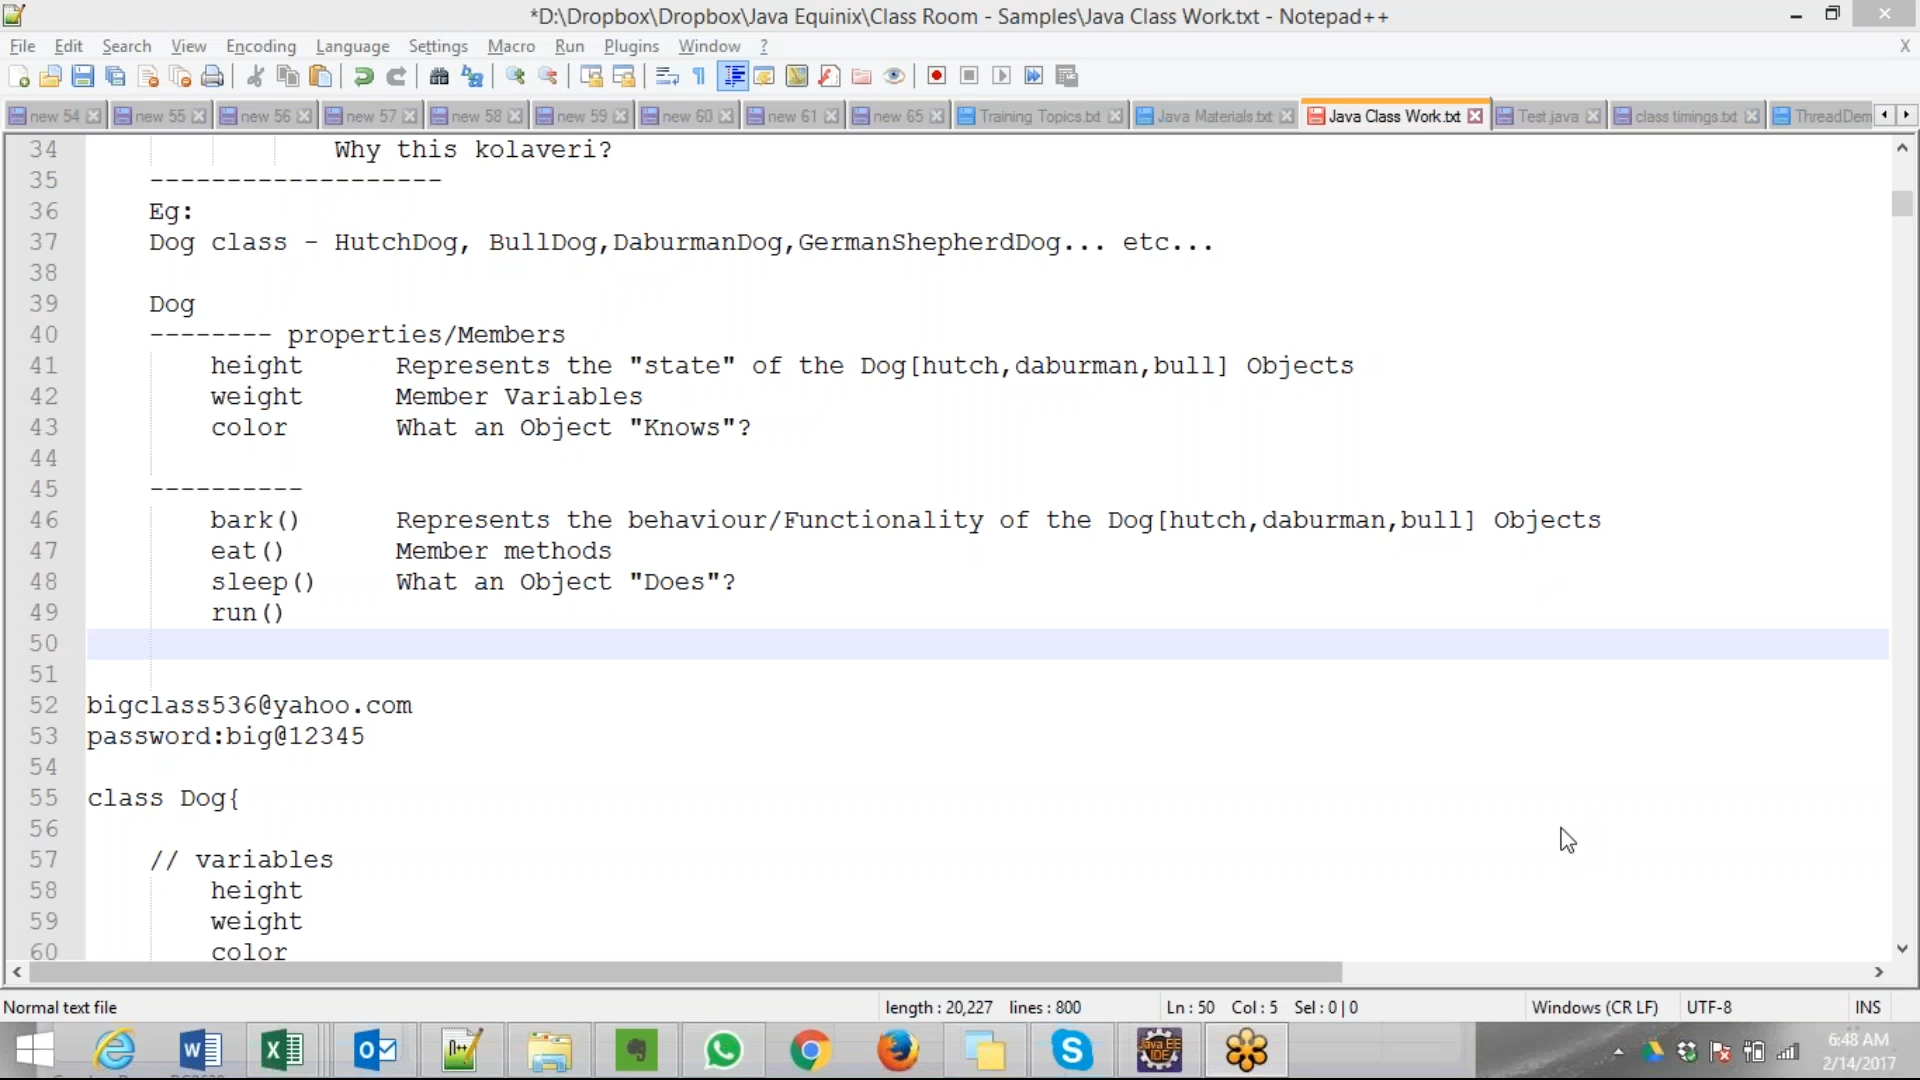 *D:\Dropbox\Dropbox\Java Equinix\Class Room - Samples\Java Class Work.txt - Notepad++
File Edit Search View Encoding Language Settings Macro Run Plugins Window ? X
new 54 new 55 new 56 new 57 new 58 new 59 new 60 new 61 new 65 Training Topics.txt Java Materials.txt Java Class Work.txt Test.java class timings.txt ThreadDem
34 Why this kolaveri?
35 -------------------
36 Eg:
37 Dog class - HutchDog, BullDog,DaburmanDog,GermanShepherdDog... etc...
38
39 Dog
40 -------- properties/Members
41 height Represents the "state" of the Dog[hutch,daburman,bull] Objects
42 weight Member Variables
43 color What an Object "Knows"?
44
45 ----------
46 bark() Represents the behaviour/Functionality of the Dog[hutch,daburman,bull] Objects
47 eat() Member methods
48 sleep() What an Object "Does"?
49 run()
50
51
52 bigclass536@yahoo.com
53 password:big@12345
54
55 class Dog{
56
57 // variables
58 height
59 weight
60 color
Normal text file length : 20,227 lines : 800 Ln : 50 Col : 5 Sel : 0 | 0 Windows (CR LF) UTF-8 INS
Java EE
IDE
6:48 AM
2/14/2017